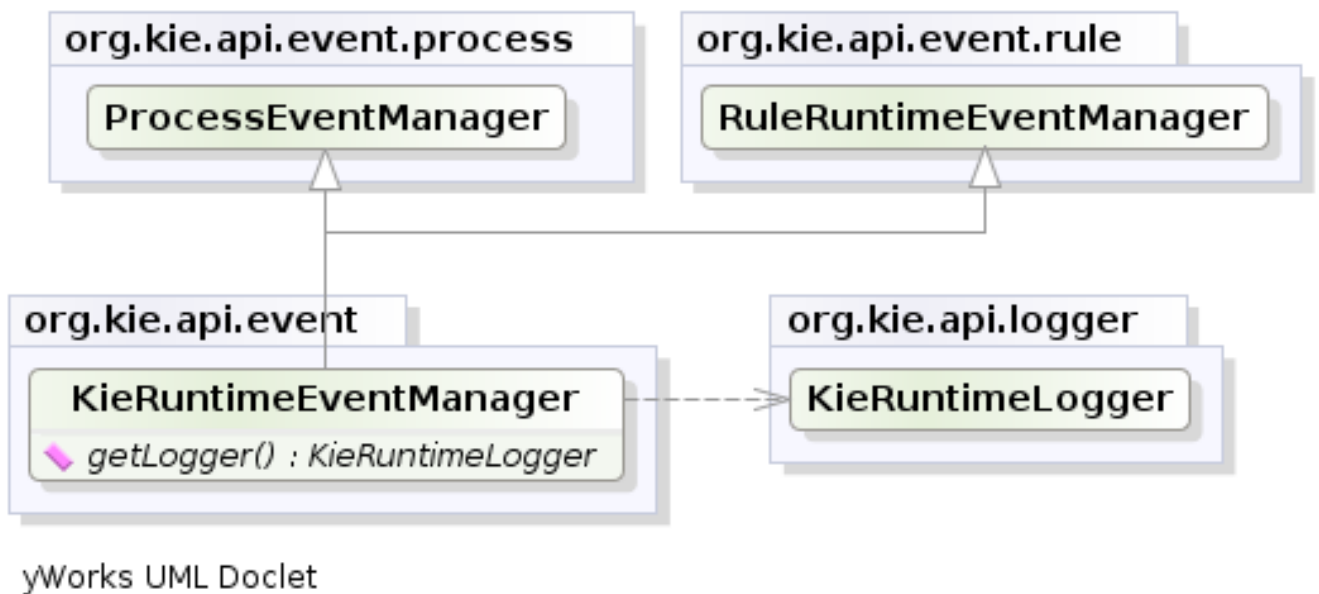 org.kie.api.event.process
ProcessEventManager
org.kie.api.event.rule
RuleRuntimeEventManager
org.kie.api.event
KieRuntimeEventManager
getLogger() : KieRuntimeLogger
org.kie.api.logger
KieRuntimeLogger
yWorks UML Doclet